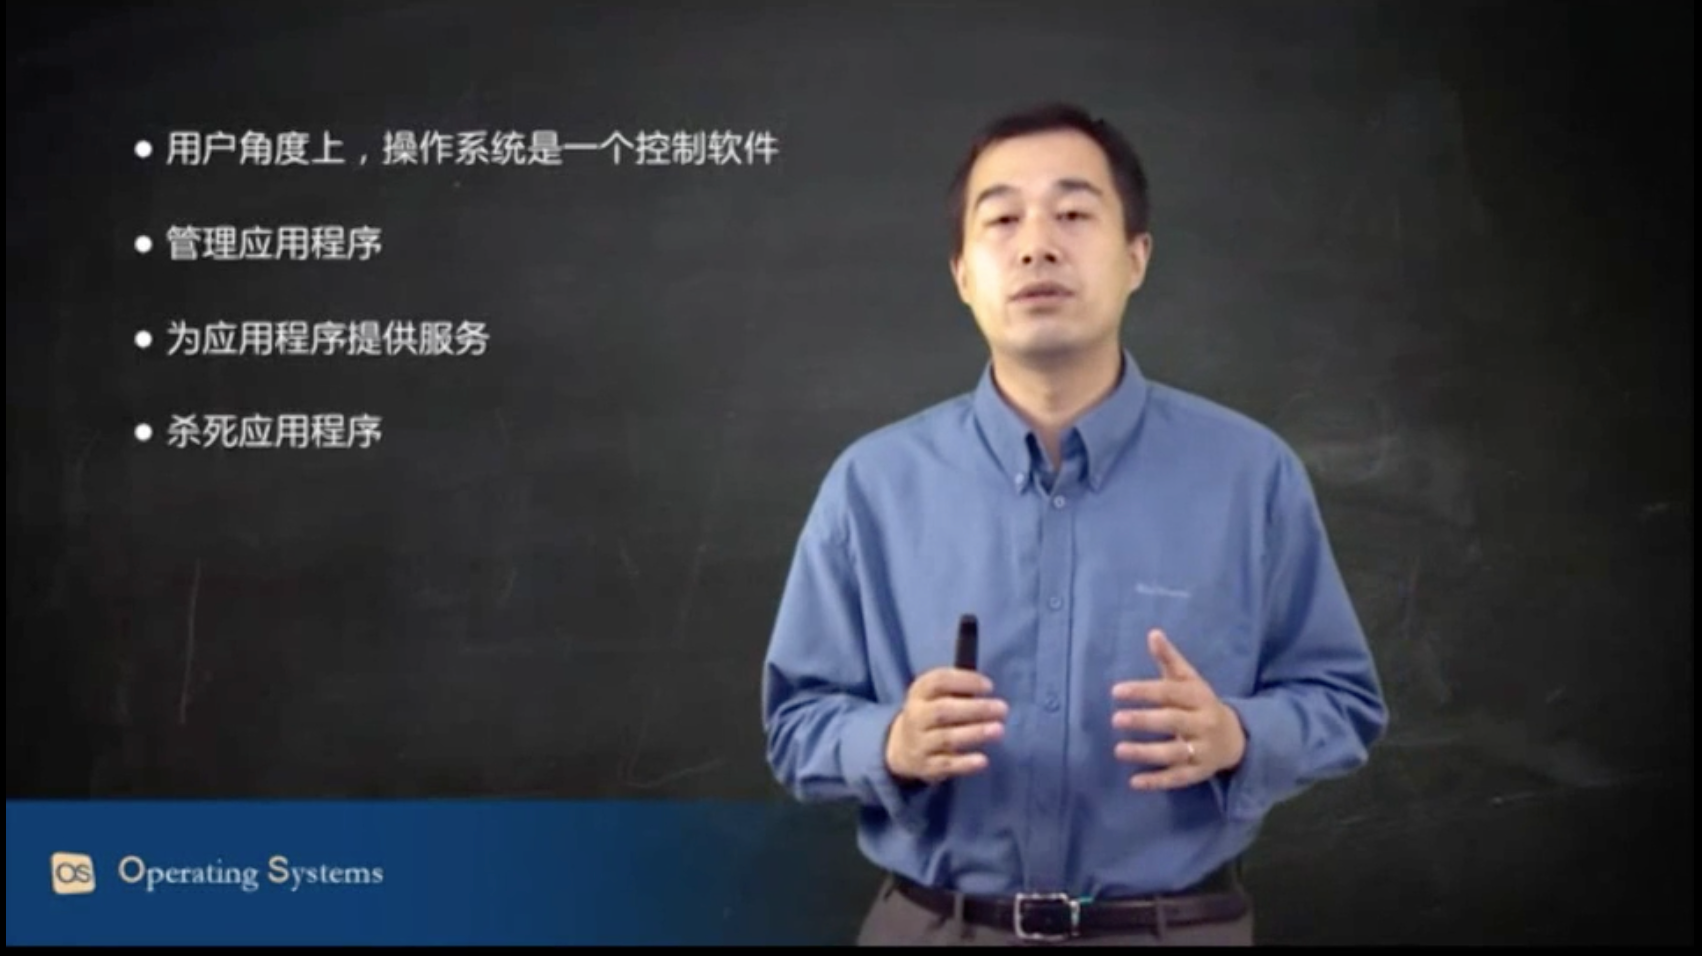 用户角度上，操作系统是一个控制软件
管理应用程序
为应用程序提供服务
杀死应用程序
OS Operating Systems